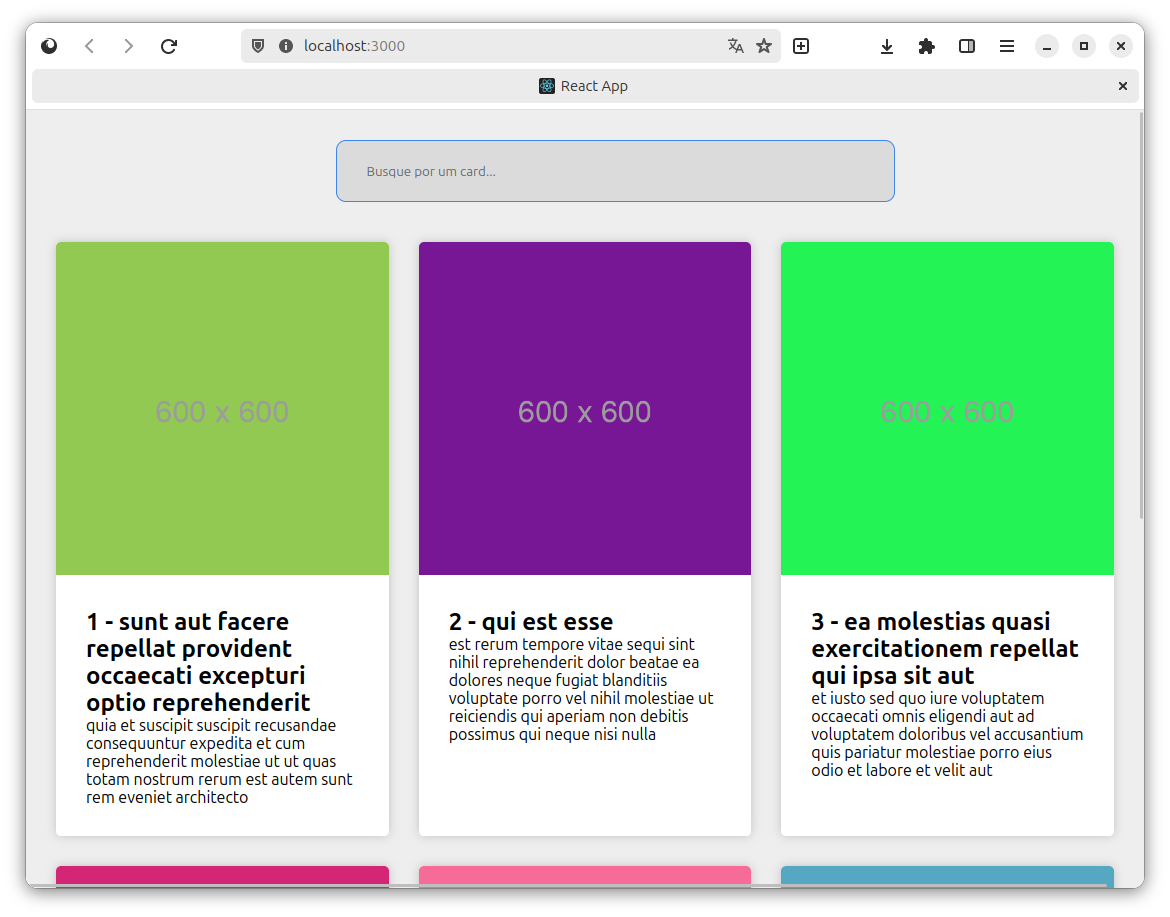 localhost:3000
React App
Busque por um card...
600 x 600
600 x 600
600 x 600
1 - sunt aut facere
repellat provident
occaecati excepturi
optio reprehenderit
quia et suscipit suscipit recusandae
consequuntur expedita et cum
reprehenderit molestiae ut ut quas
totam nostrum rerum est autem sunt
rem eveniet architecto
2 - qui est esse
est rerum tempore vitae sequi sint
nihil reprehenderit dolor beatae ea
dolores neque fugiat blanditiis
voluptate porro vel nihil molestiae ut
reiciendis qui aperiam non debitis
possimus qui neque nisi nulla
3 - ea molestias quasi
exercitationem repellat
qui ipsa sit aut
et iusto sed quo iure voluptatem
occaecati omnis eligendi aut ad
voluptatem doloribus vel accusantium
quis pariatur molestiae porro eius
odio et labore et velit aut